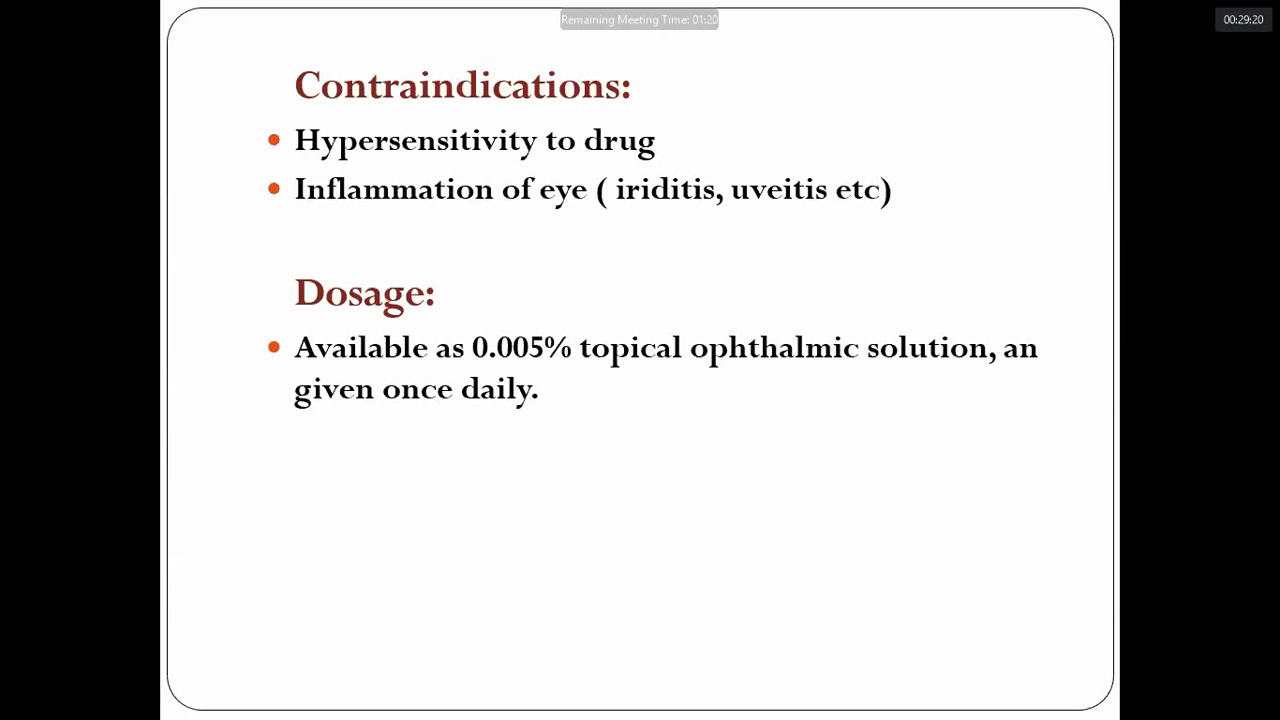 Remaining Meeting Time: 01:20
00:29:20
Contraindications:
• Hypersensitivity to drug
• Inflammation of eye ( iriditis, uveitis etc)
Dosage:
• Available as 0.005% topical ophthalmic solution, an
given once daily.